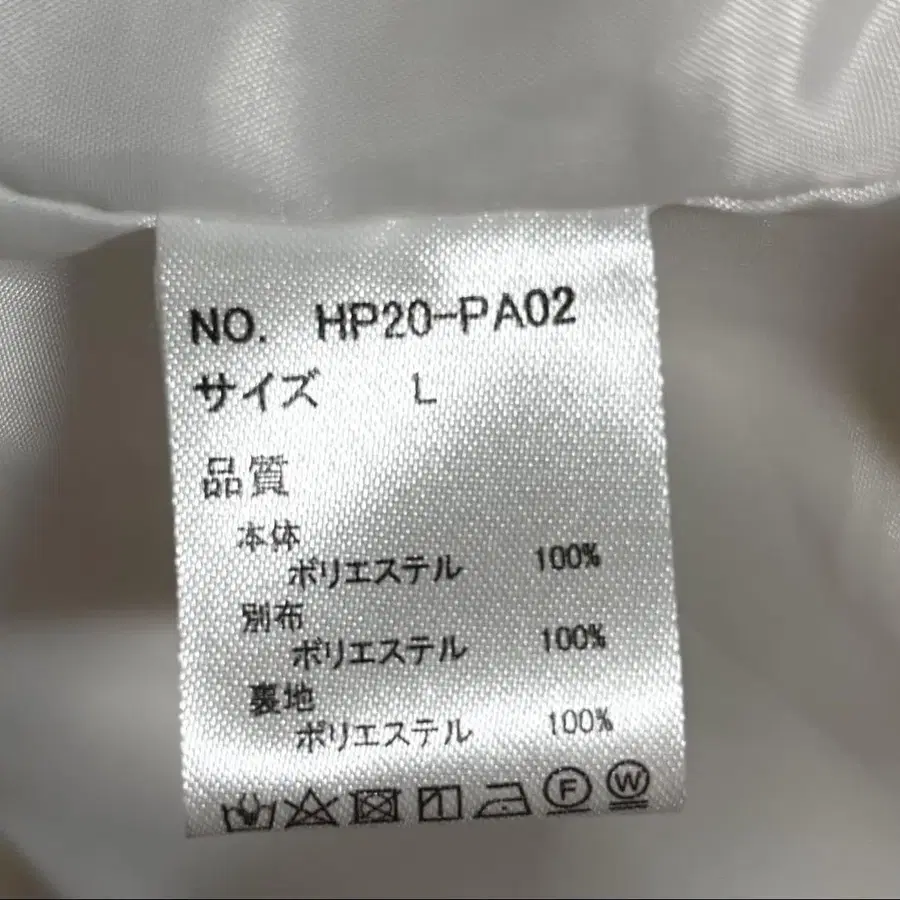 NO. HP20-PA02
サイズ L
品質
本体
ポリエステル 100%
別布
ポリエステル 100%
裏地
ポリエステル 100%
F W